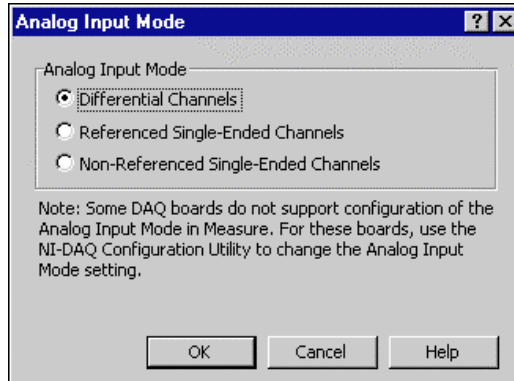 Analog Input Mode
Analog Input Mode
Differential Channels
Referenced Single-Ended Channels
Non-Referenced Single-Ended Channels
Note: Some DAQ boards do not support configuration of the
Analog Input Mode in Measure. For these boards, use the
NI-DAQ Configuration Utility to change the Analog Input
Mode setting.
OK
Cancel
Help